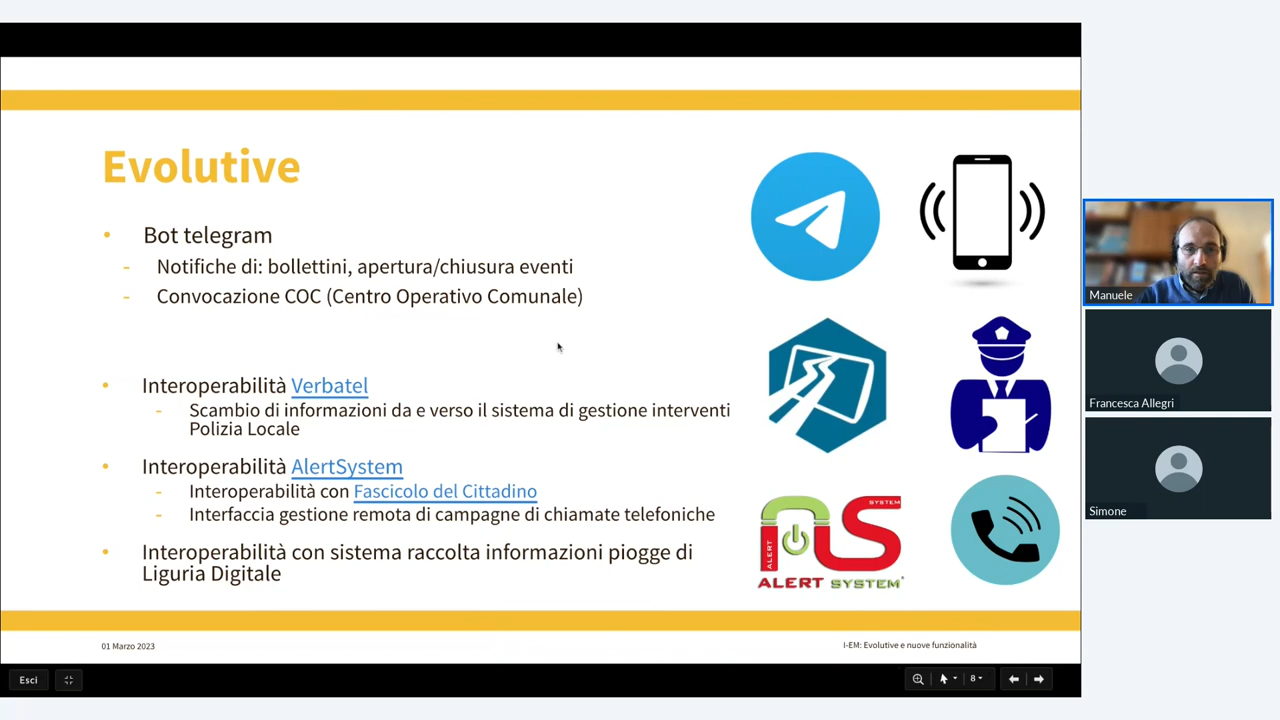 Evolutive
• Bot telegram
- Notifiche di: bollettini, apertura/chiusura eventi
- Convocazione COC (Centro Operativo Comunale)
• Interoperabilità Verbatel
- Scambio di informazioni da e verso il sistema di gestione interventi
Polizia Locale
• Interoperabilità AlertSystem
- Interoperabilità con Fascicolo del Cittadino
- Interfaccia gestione remota di campagne di chiamate telefoniche
• Interoperabilità con sistema raccolta informazioni piogge di
Liguria Digitale
ALERT
SYSTEM
ALERT SYSTEM
01 Marzo 2023
I-EM: Evolutive e nuove funzionalità
Esci
8
Manuele
Francesca Allegri
Simone